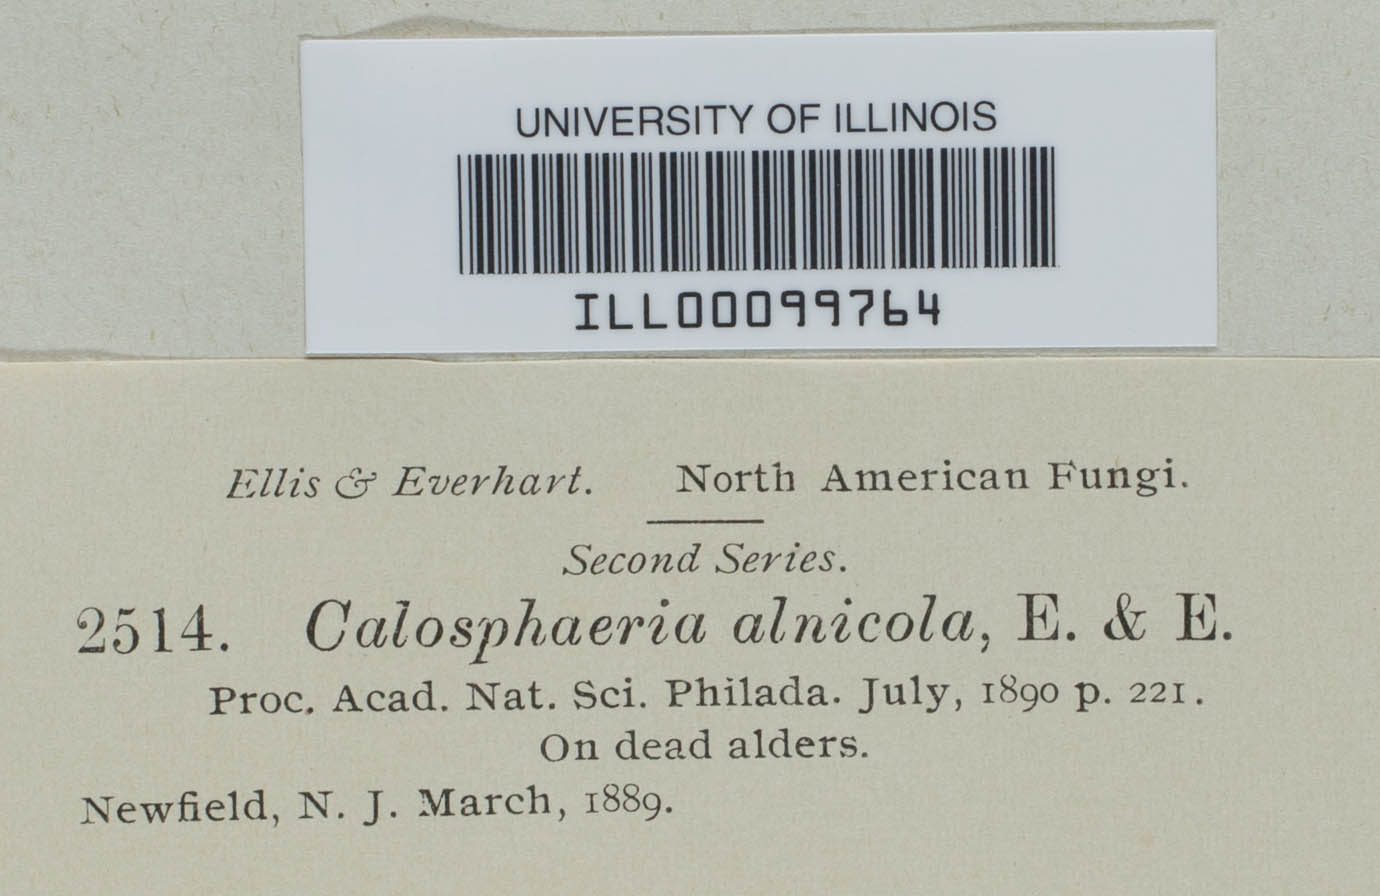 UNIVERSITY OF ILLINOIS
ILL00099764
Ellis & Everhart. North American Fungi.
Second Series.
2514. Calosphaeria alnicola, E. & E.
Proc. Acad. Nat. Sci. Philada. July, 1890 p. 221.
On dead alders.
Newfield, N. J. March, 1889.